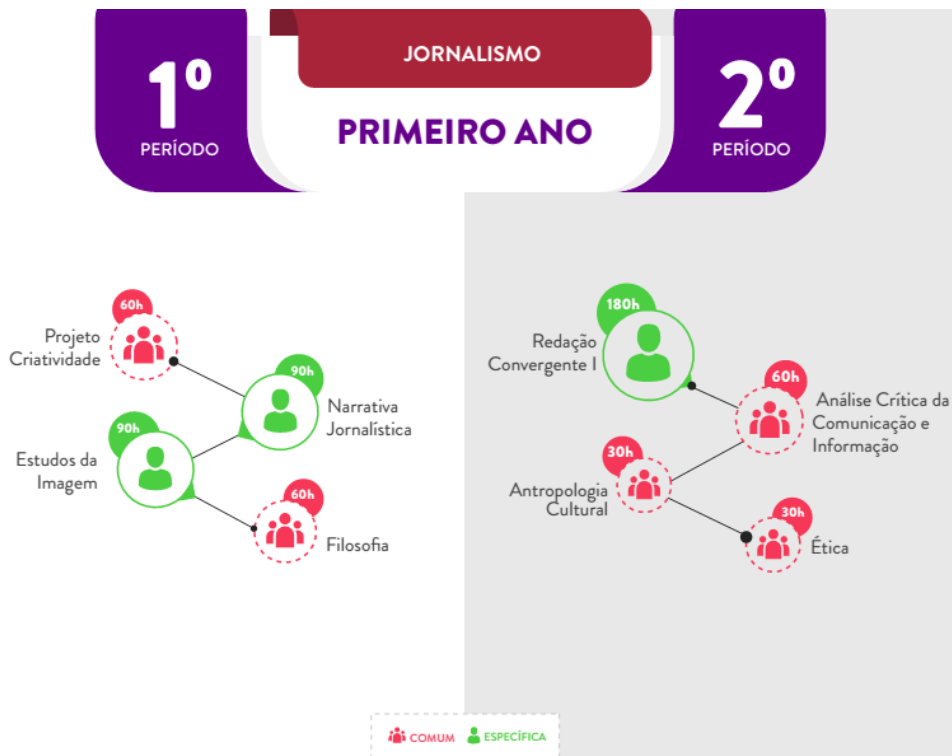 JORNALISMO
PRIMEIRO ANO
1º
PERÍODO
2º
PERÍODO
60h
Projeto
Criatividade
90h
Narrativa
Jornalística
90h
Estudos da
Imagem
60h
Filosofia
180h
Redação
Convergente I
60h
Análise Crítica da
Comunicação e
Informação
30h
Antropologia
Cultural
30h
Ética
COMUM
ESPECÍFICA